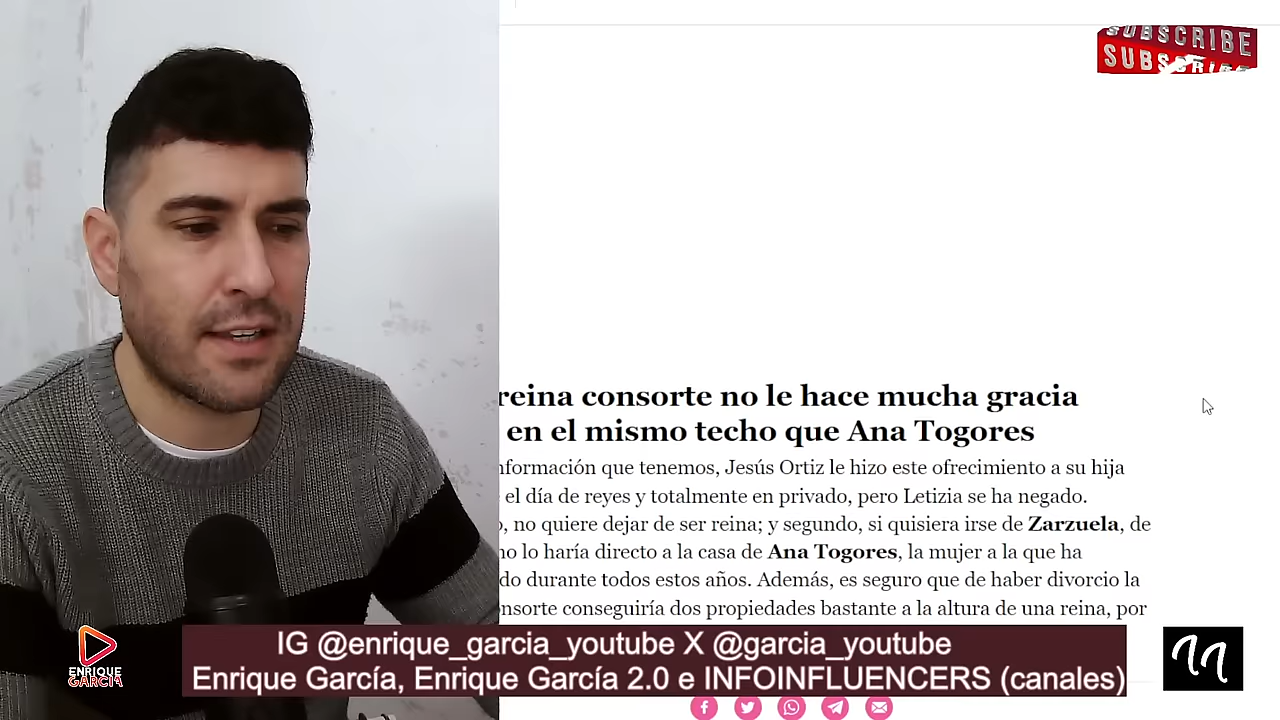 SUBSCRIBE
SUBSCRIBE
reina consorte no le hace mucha gracia
en el mismo techo que Ana Togores
nformación que tenemos, Jesús Ortiz le hizo este ofrecimiento a su hija
el día de reyes y totalmente en privado, pero Letizia se ha negado.
o, no quiere dejar de ser reina; y segundo, si quisiera irse de Zarzuela, de
no lo haría directo a la casa de Ana Togores, la mujer a la que ha
do durante todos estos años. Además, es seguro que de haber divorcio la
onsorte conseguiría dos propiedades bastante a la altura de una reina, por
IG @enrique_garcia_youtube X @garcia_youtube
Enrique García, Enrique García 2.0 e INFOINFLUENCERS (canales)
ENRIQUE
GARCÍA